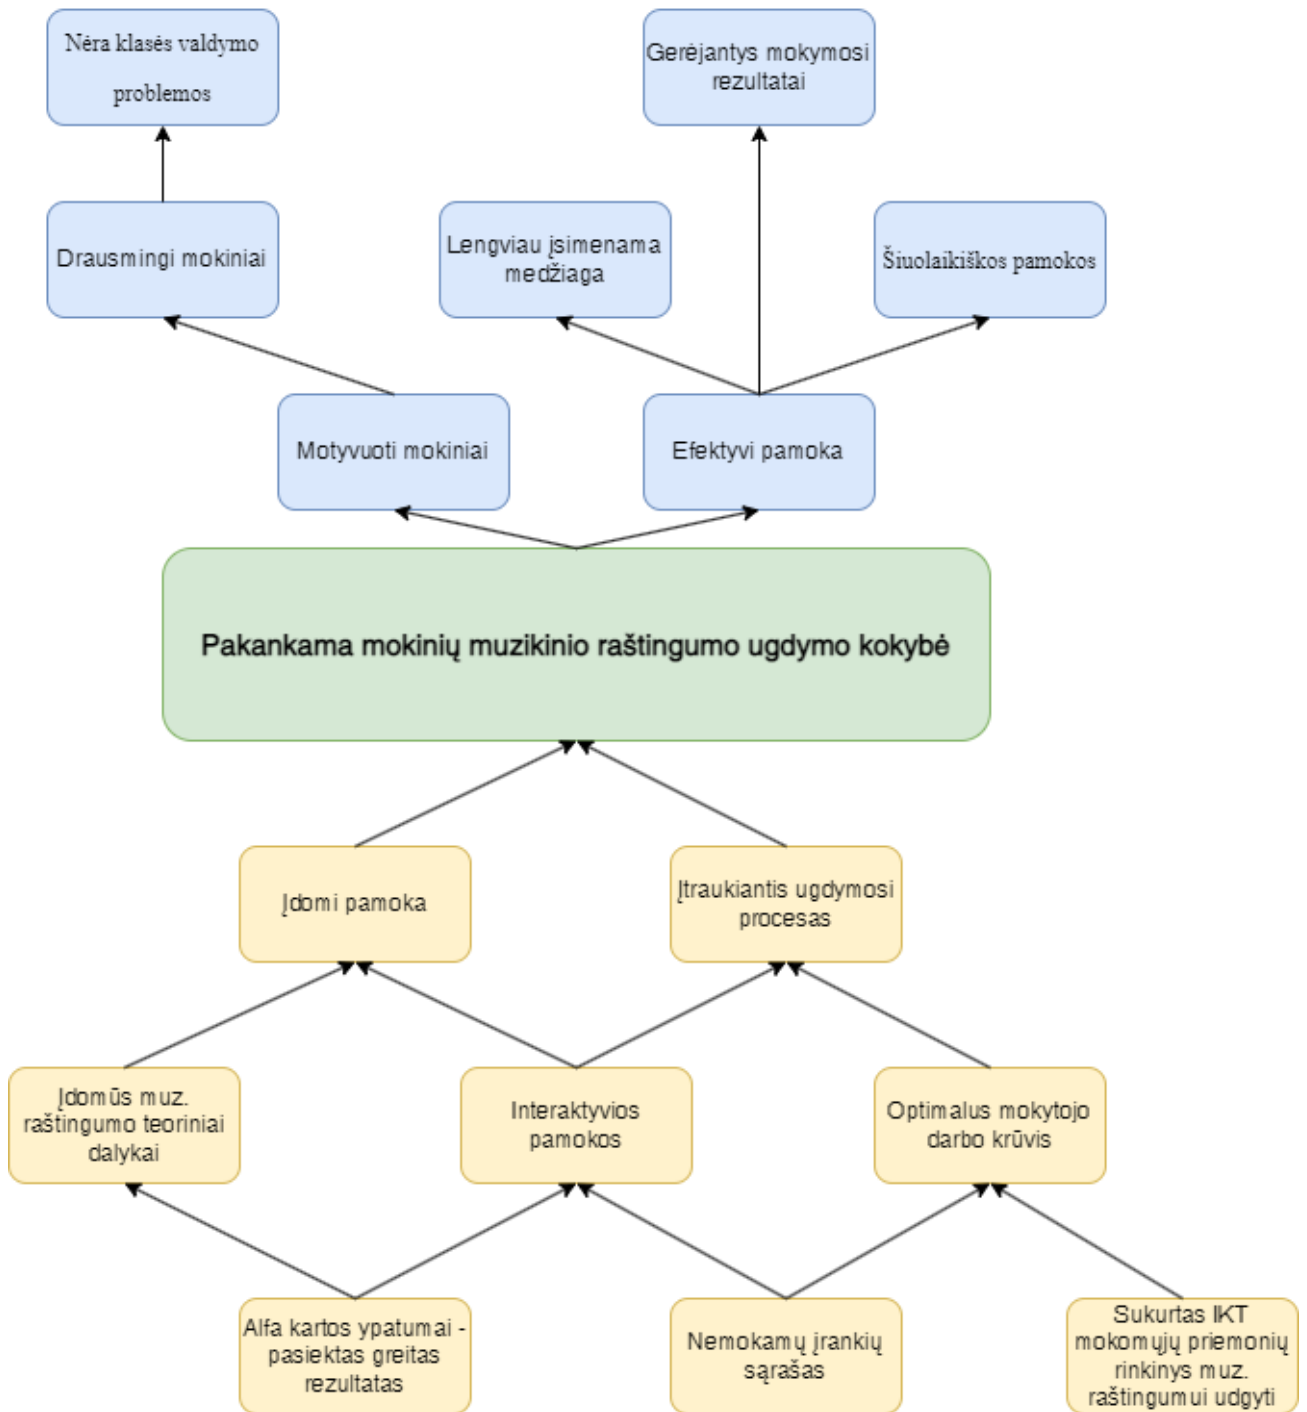 Nėra klasės valdymo
problemos
Gerėjantys mokymosi
rezultatai
Drausmingi mokiniai
Lengviau įsimenama
medžiaga
Šiuolaikiškos pamokos
Motyvuoti mokiniai
Efektyvi pamoka
Pakankama mokinių muzikinio raštingumo ugdymo kokybė
Įdomi pamoka
Įtraukiantis ugdymosi
procesas
Įdomūs muz.
raštingumo teoriniai
dalykai
Interaktyvios
pamokos
Optimalus mokytojo
darbo krūvis
Alfa kartos ypatumai -
pasiektas greitas
rezultatas
Nemokamų įrankių
sąrašas
Sukurtas IKT
mokomųjų priemonių
rinkinys muz.
raštingumui udgyti